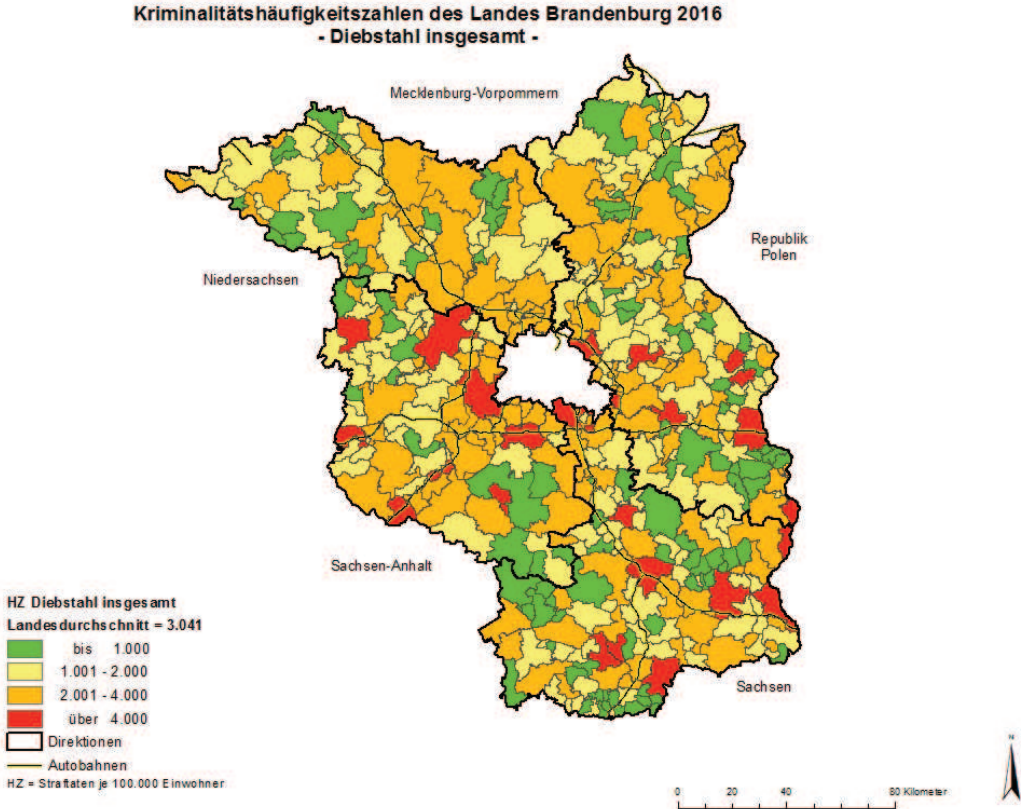 Kriminalitätshäufigkeitszahlen des Landes Brandenburg 2016
- Diebstahl insgesamt -
Mecklenburg-Vorpommern
Republik
Polen
Niedersachsen
Sachsen-Anhalt
Sachsen
HZ Diebstahl insgesamt
Landesdurchschnitt = 3.041
bis 1.000
1.001 - 2.000
2.001 - 4.000
über 4.000
Direktionen
Autobahnen
HZ = Straftaten je 100.000 Einwohner
N
0 20 40 80 Kilometer